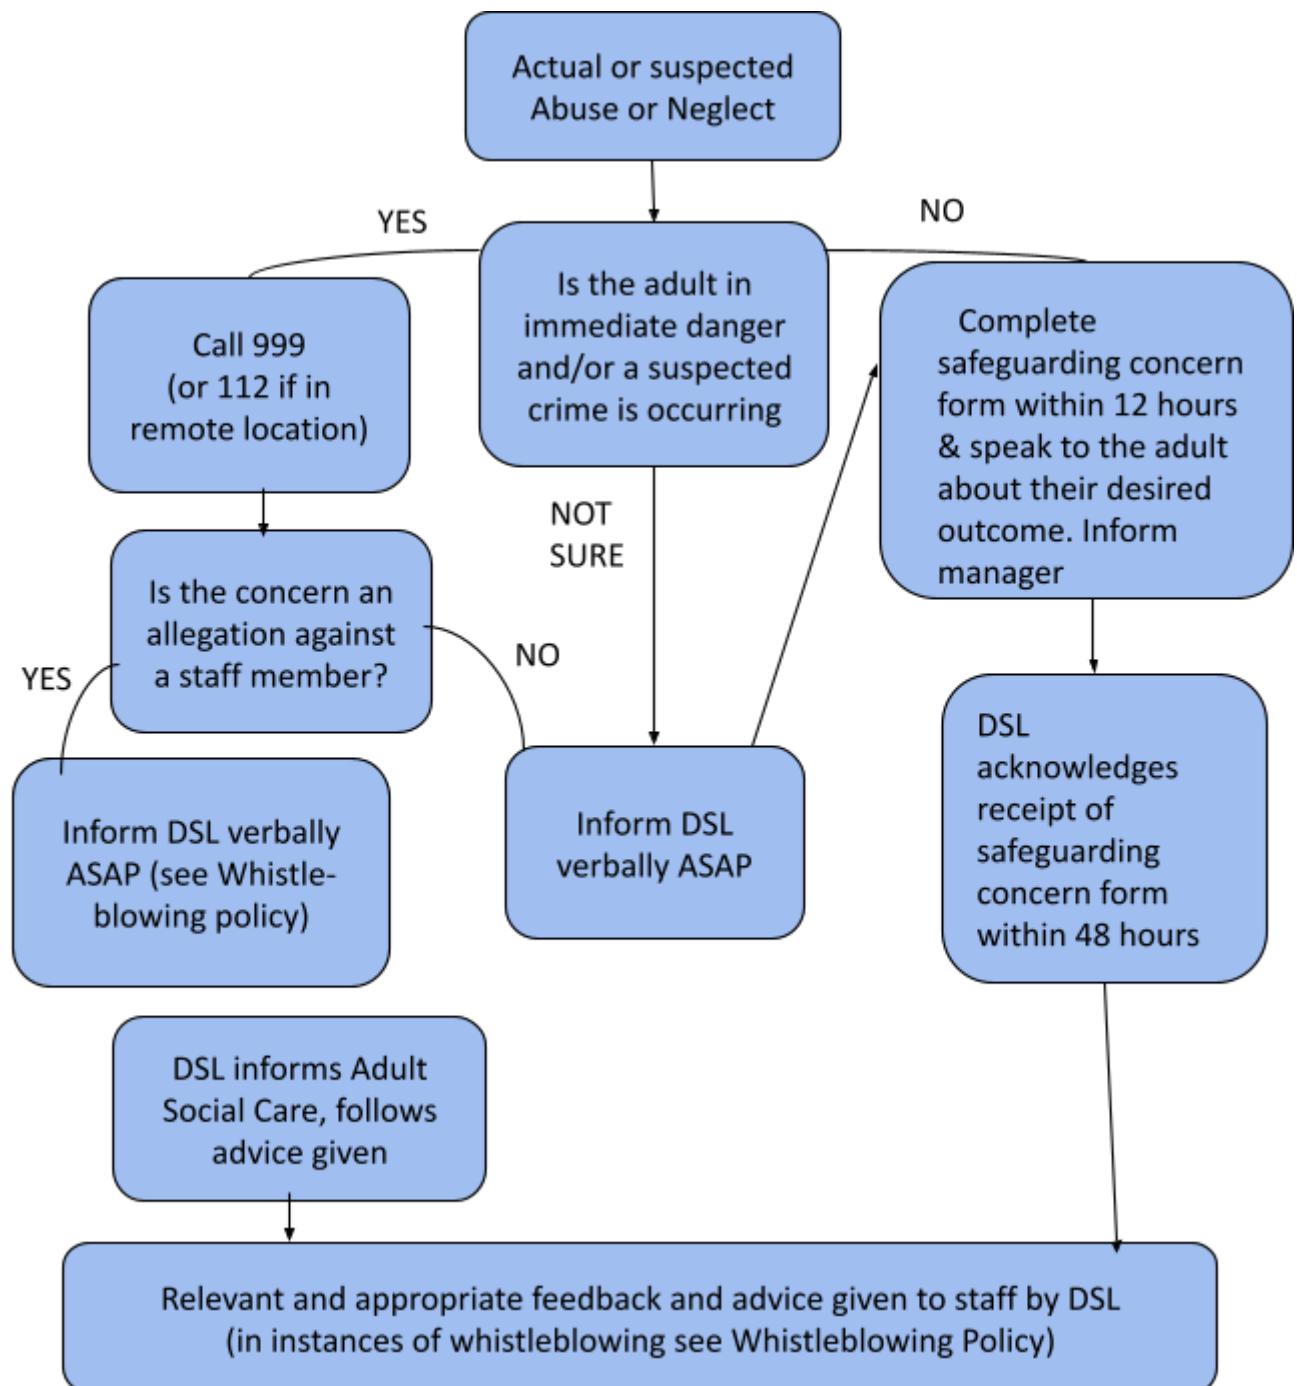 Actual or suspected
Abuse or Neglect
YES
NO
Is the adult in
immediate danger
and/or a suspected
crime is occurring
Call 999
(or 112 if in
remote location)
Complete
safeguarding concern
form within 12 hours
& speak to the adult
about their desired
outcome. Inform
manager
NOT
SURE
Is the concern an
allegation against
a staff member?
YES
NO
DSL
acknowledges
receipt of
safeguarding
concern form
within 48 hours
Inform DSL verbally
ASAP (see Whistle-
blowing policy)
Inform DSL
verbally ASAP
DSL informs Adult
Social Care, follows
advice given
Relevant and appropriate feedback and advice given to staff by DSL
(in instances of whistleblowing see Whistleblowing Policy)